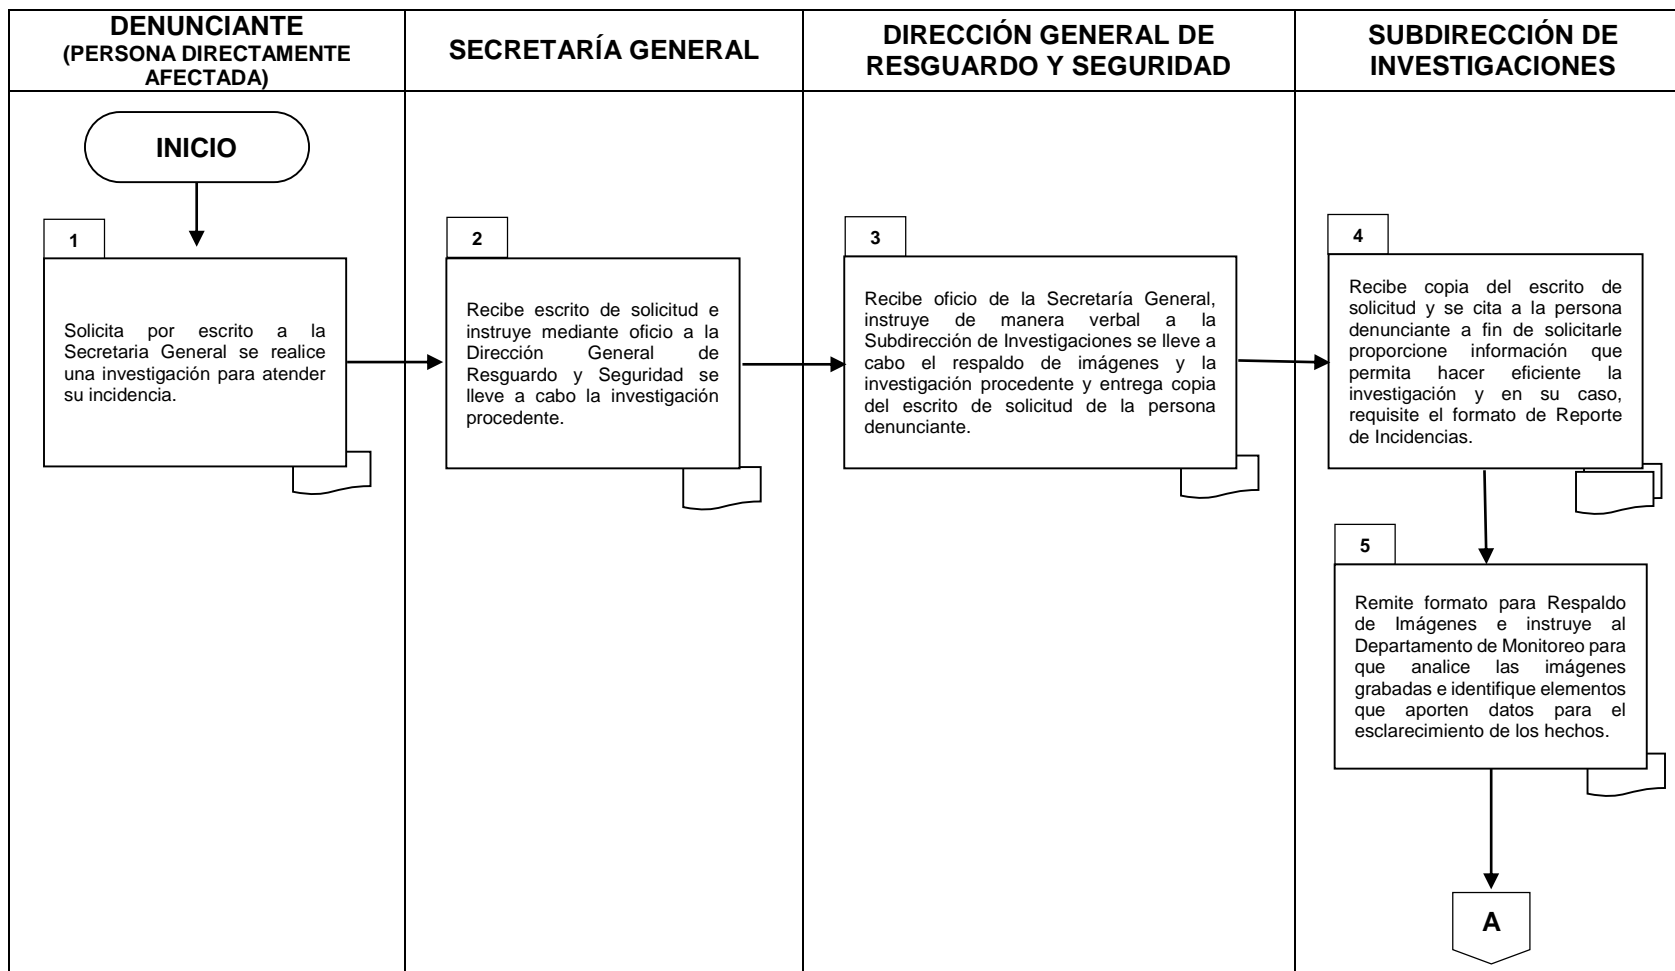 DENUNCIANTE
(PERSONA DIRECTAMENTE
AFECTADA)
SECRETARÍA GENERAL
DIRECCIÓN GENERAL DE
RESGUARDO Y SEGURIDAD
SUBDIRECCIÓN DE
INVESTIGACIONES
INICIO
1
Solicita por escrito a la
Secretaria General se realice
una investigación para atender
su incidencia.
2
Recibe escrito de solicitud e
instruye mediante oficio a la
Dirección General de
Resguardo y Seguridad se
lleve a cabo la investigación
procedente.
3
Recibe oficio de la Secretaría General,
instruye de manera verbal a la
Subdirección de Investigaciones se lleve a
cabo el respaldo de imágenes y la
investigación procedente y entrega copia
del escrito de solicitud de la persona
denunciante.
4
Recibe copia del escrito de
solicitud y se cita a la persona
denunciante a fin de solicitarle
proporcione información que
permita hacer eficiente la
investigación y en su caso,
requisite el formato de Reporte
de Incidencias.
5
Remite formato para Respaldo
de Imágenes e instruye al
Departamento de Monitoreo para
que analice las imágenes
grabadas e identifique elementos
que aporten datos para el
esclarecimiento de los hechos.
A